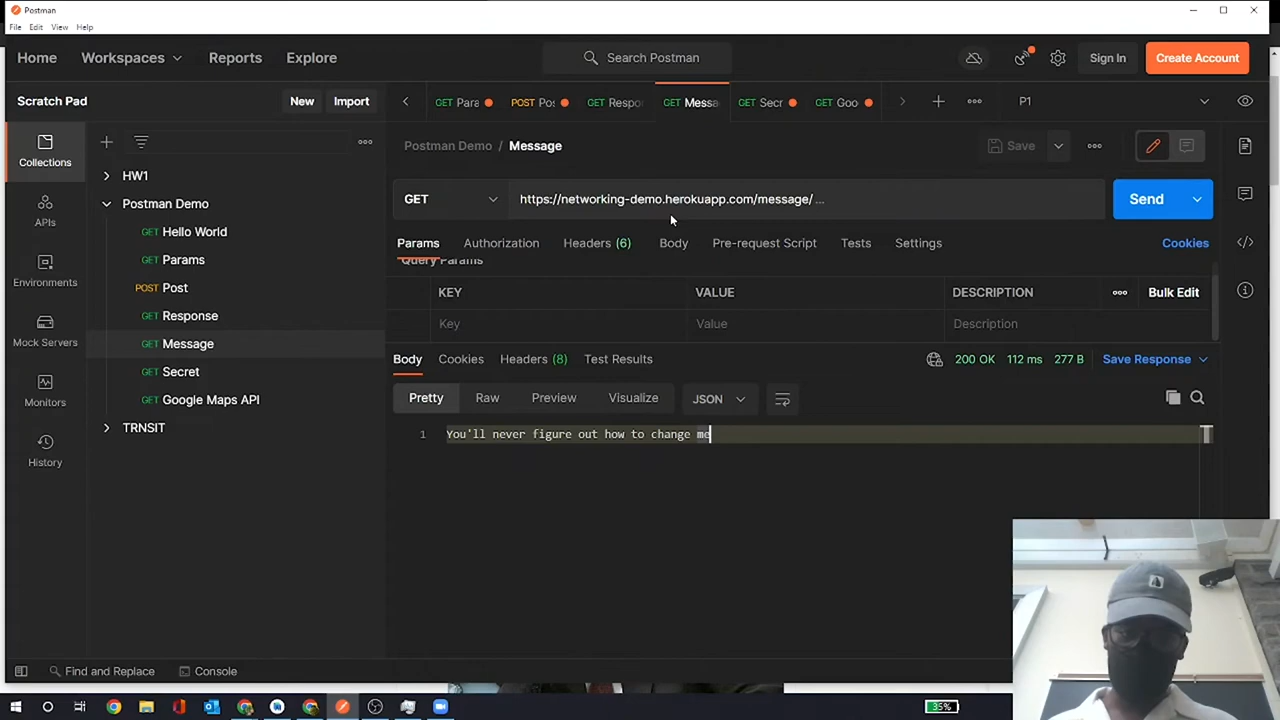 Postman
File Edit View Help
Home Workspaces Reports Explore Search Postman Sign In Create Account
Scratch Pad New Import
GET Para POST Pos GET Respo GET Messa GET Secr GET Goo P1
Collections
APIs
Environments
Mock Servers
Monitors
History
HW1
Postman Demo
GET Hello World
GET Params
POST Post
GET Response
GET Message
GET Secret
GET Google Maps API
TRNSIT
Postman Demo / Message Save
GET https://networking-demo.herokuapp.com/message/ ... Send
Params Authorization Headers (6) Body Pre-request Script Tests Settings Cookies
Query Params
KEY VALUE DESCRIPTION Bulk Edit
Key Value Description
Body Cookies Headers (8) Test Results 200 OK 112 ms 277 B Save Response
Pretty Raw Preview Visualize JSON
1 You'll never figure out how to change me
Find and Replace Console
35%